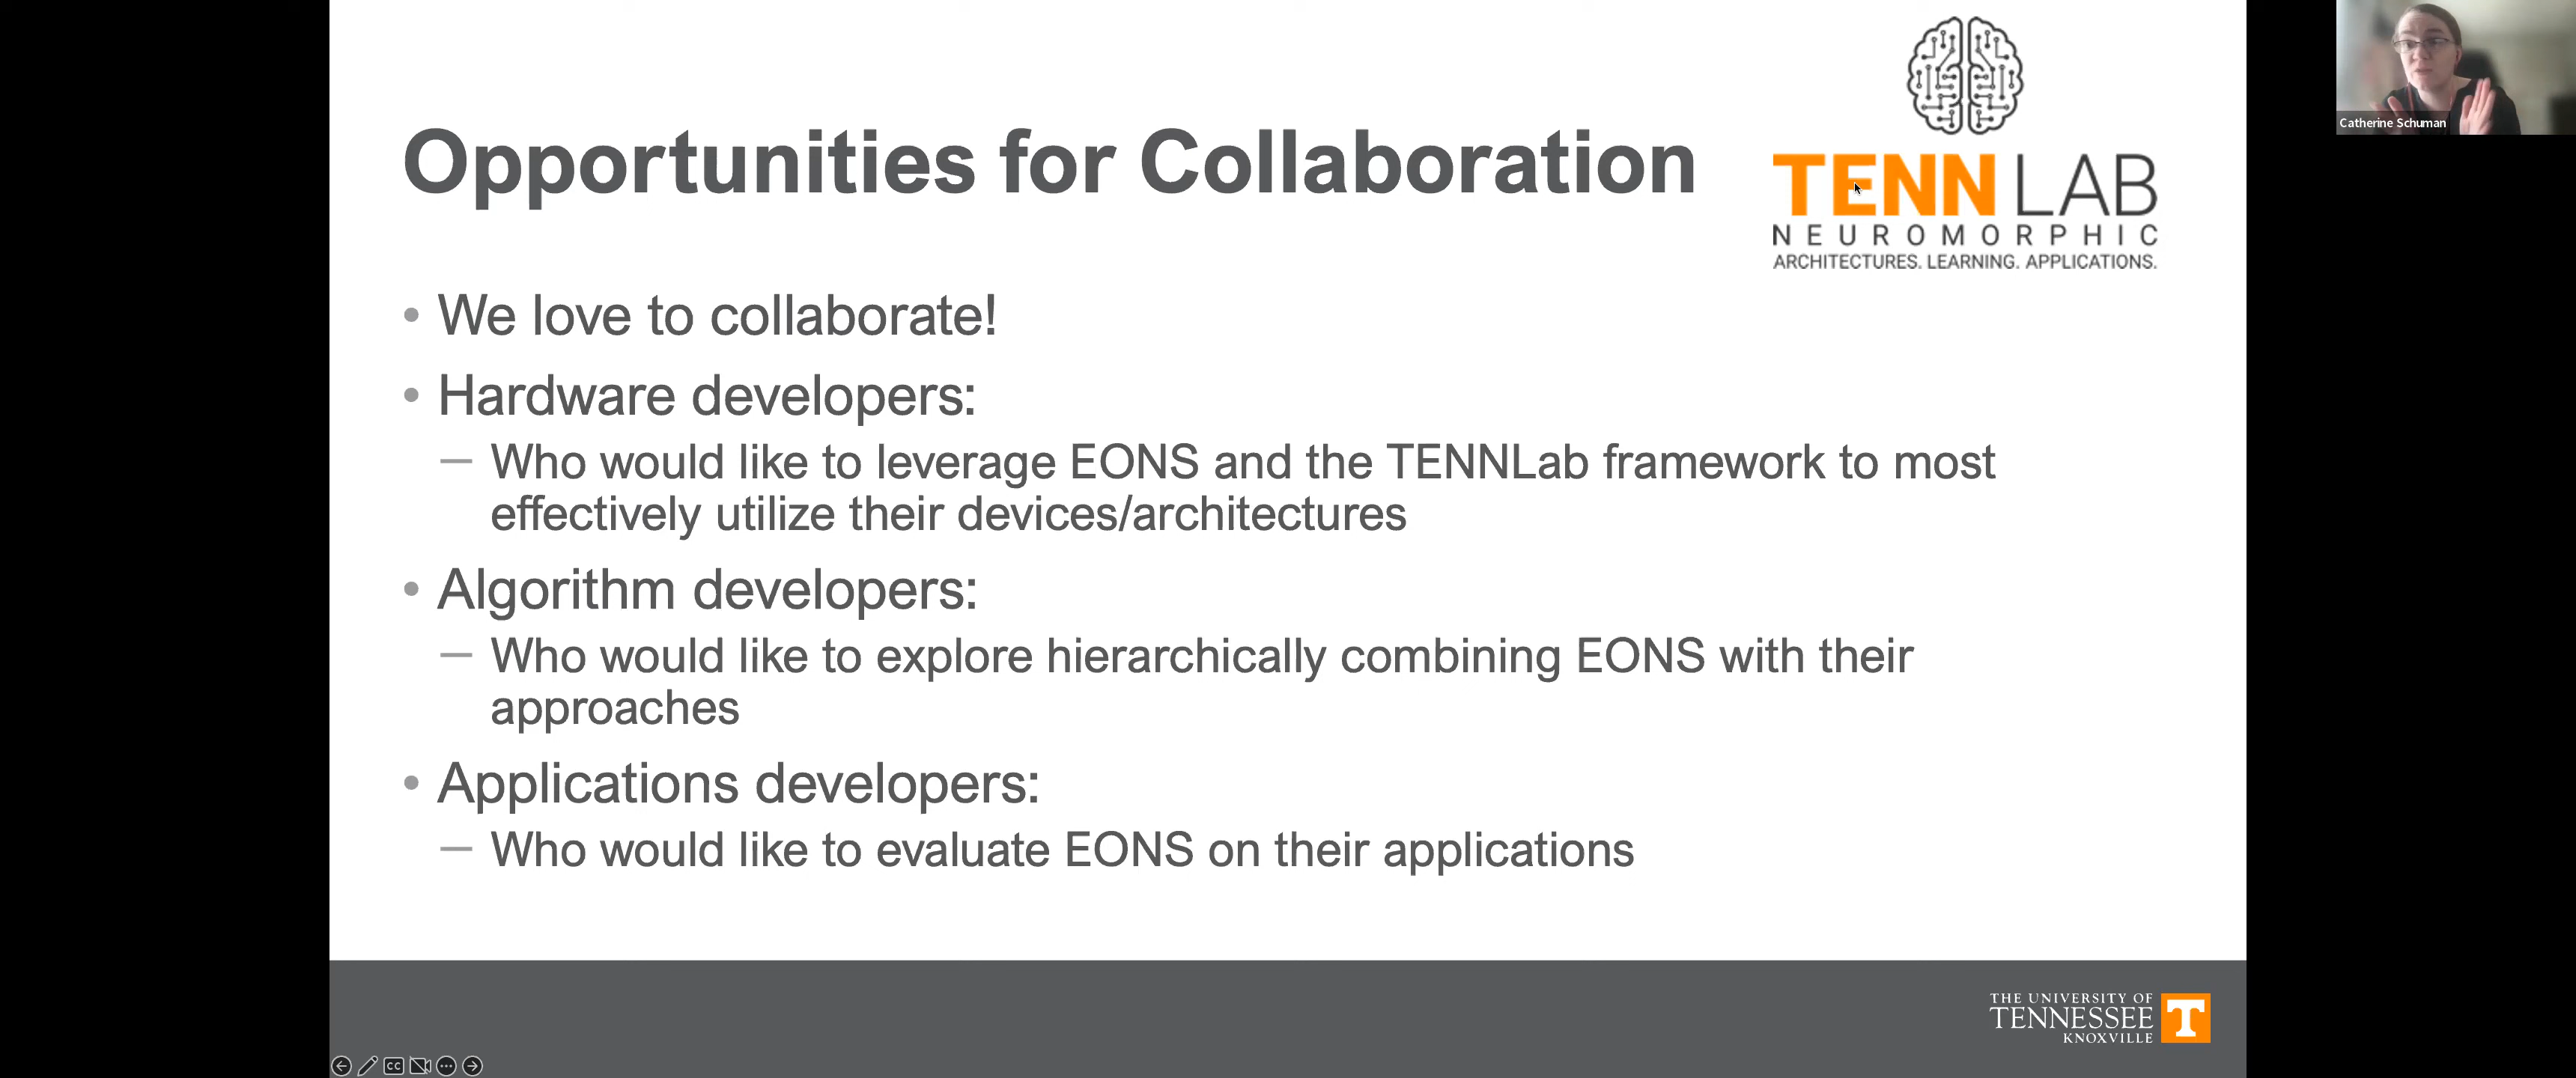 Opportunities for Collaboration
TENN LAB
NEUROMORPHIC
ARCHITECTURES. LEARNING. APPLICATIONS.
Catherine Schuman
• We love to collaborate!
• Hardware developers:
– Who would like to leverage EONS and the TENNLab framework to most
effectively utilize their devices/architectures
• Algorithm developers:
– Who would like to explore hierarchically combining EONS with their
approaches
• Applications developers:
– Who would like to evaluate EONS on their applications
THE UNIVERSITY OF
TENNESSEE
KNOXVILLE
T
CC